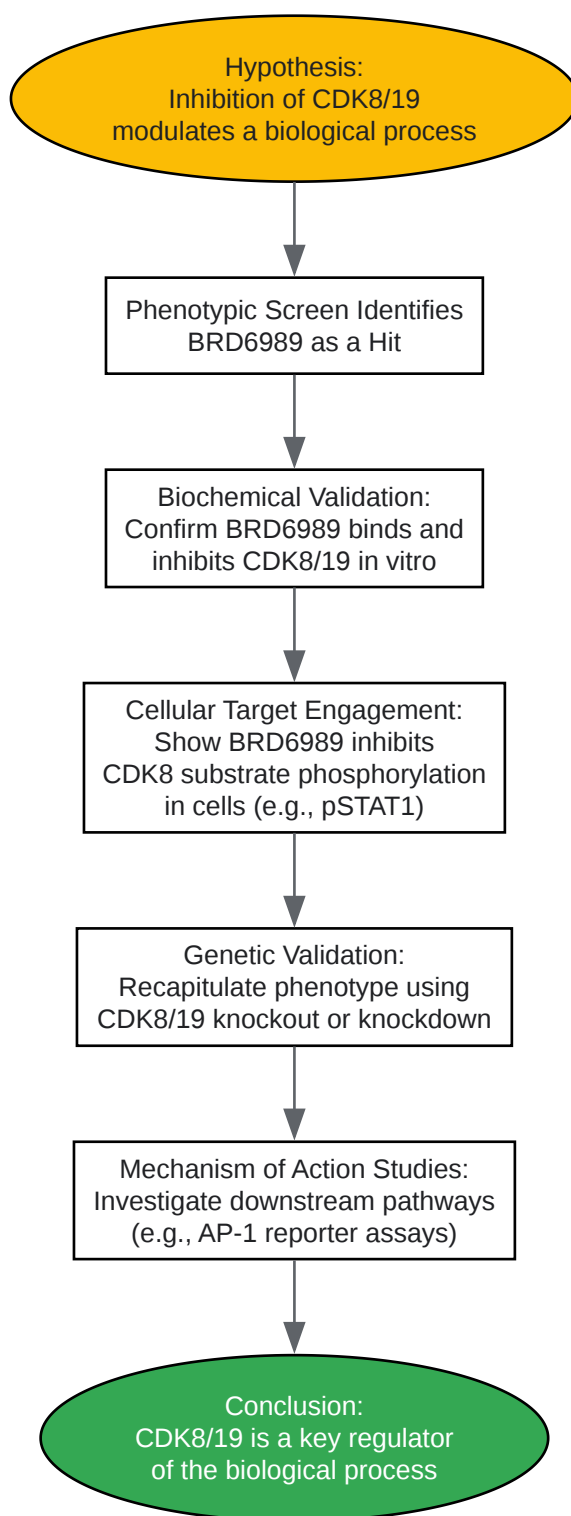 Hypothesis:
Inhibition of CDK8/19
modulates a biological process
Phenotypic Screen Identifies
BRD6989 as a Hit
Biochemical Validation:
Confirm BRD6989 binds and
inhibits CDK8/19 in vitro
Cellular Target Engagement:
Show BRD6989 inhibits
CDK8 substrate phosphorylation
in cells (e.g., pSTAT1)
Genetic Validation:
Recapitulate phenotype using
CDK8/19 knockout or knockdown
Mechanism of Action Studies:
Investigate downstream pathways
(e.g., AP-1 reporter assays)
Conclusion:
CDK8/19 is a key regulator
of the biological process